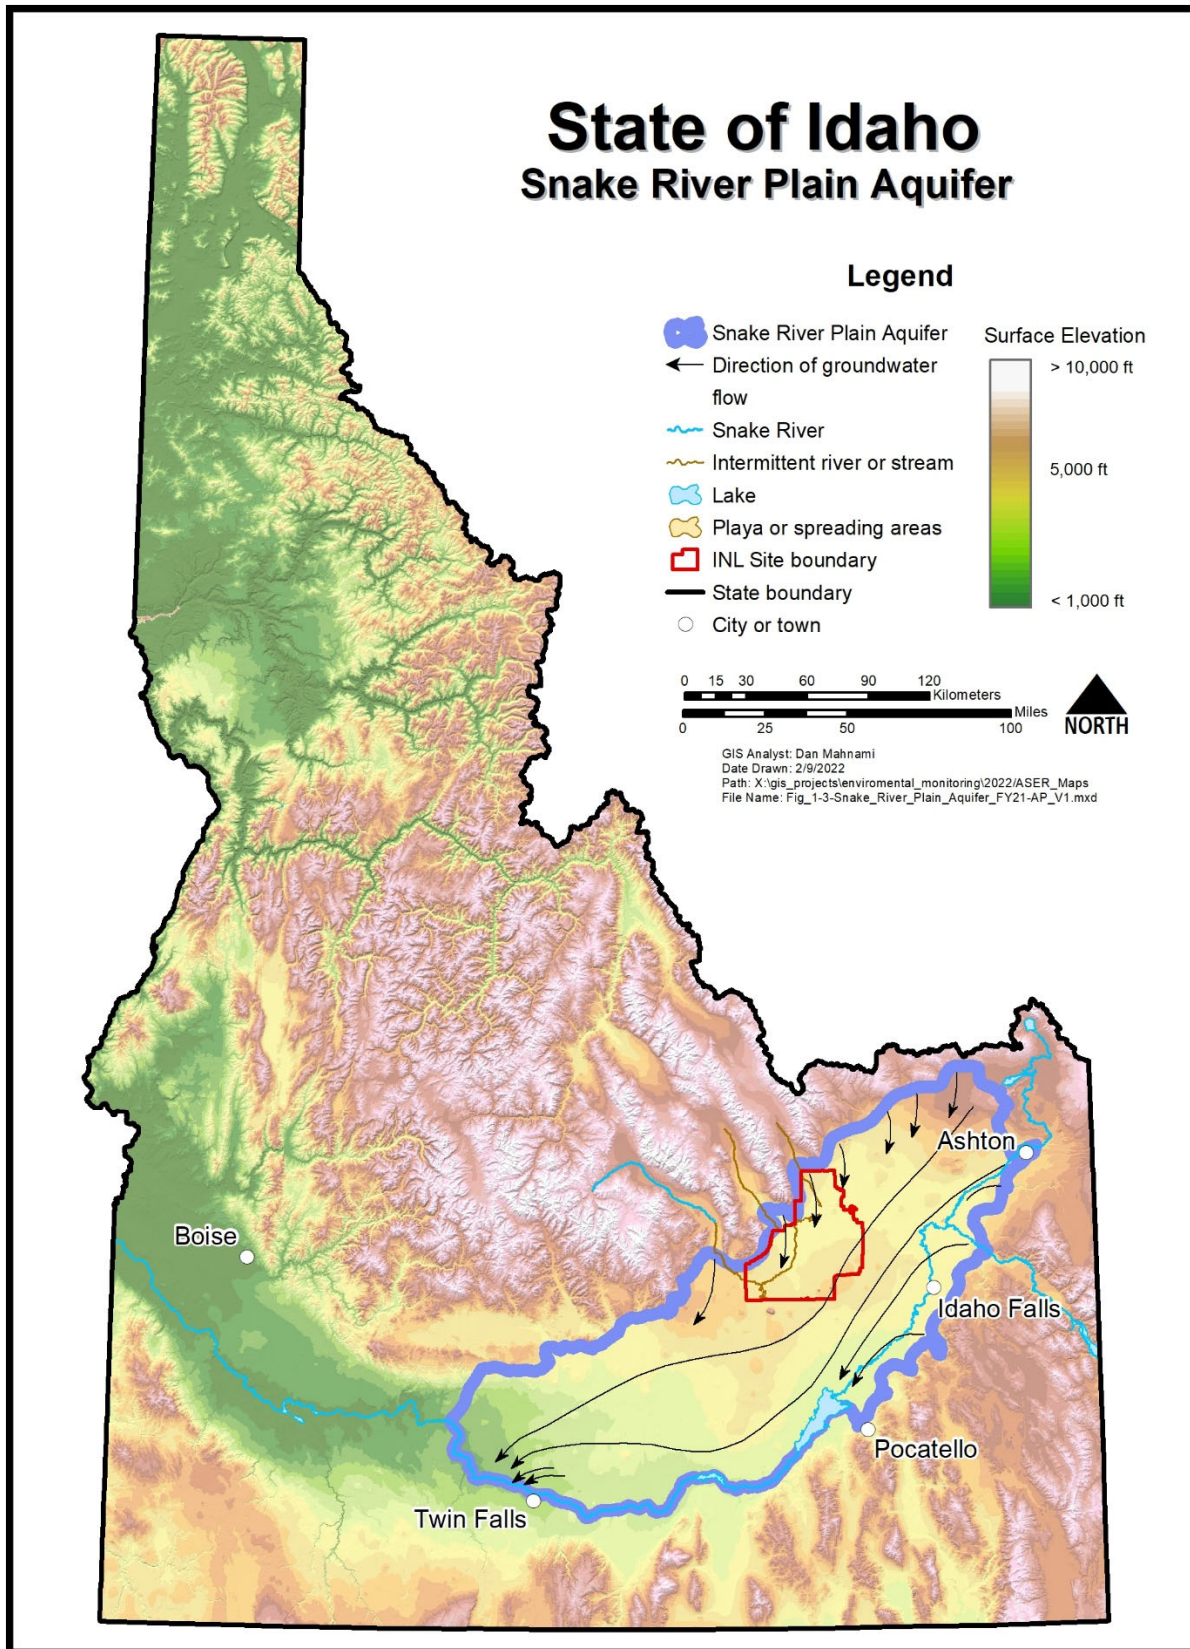 State of Idaho
Snake River Plain Aquifer
Legend
Snake River Plain Aquifer
Direction of groundwater
flow
Snake River
Intermittent river or stream
Lake
Playa or spreading areas
INL Site boundary
State boundary
City or town
Surface Elevation
> 10,000 ft
5,000 ft
< 1,000 ft
0 15 30 60 90 120
Kilometers
Miles
0 25 50 100
NORTH
GIS Analyst: Dan Mahnami
Date Drawn: 2/9/2022
Path: X:\gis_projects\enviromental_monitoring\2022/ASER_Maps
File Name: Fig_1-3-Snake_River_Plain_Aquifer_FY21-AP_V1.mxd
Ashton
Boise
Idaho Falls
Pocatello
Twin Falls